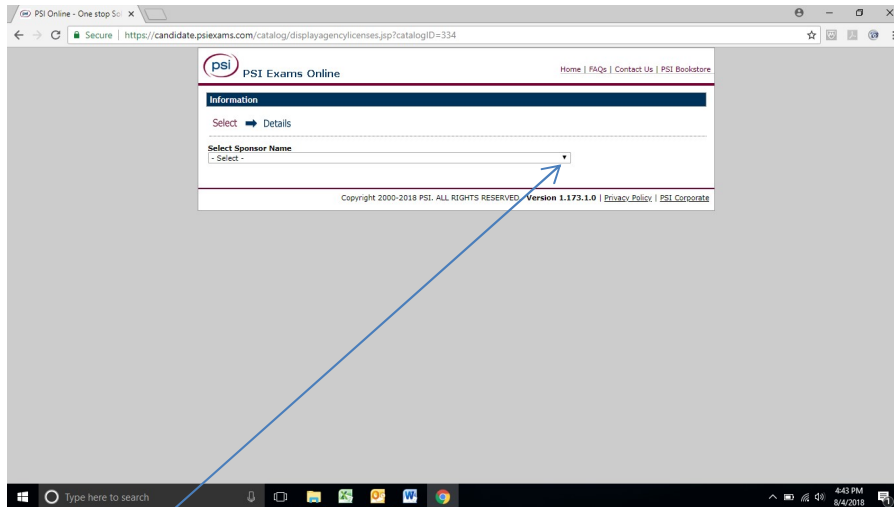 PSI Online - One stop Sol
Secure | https://candidate.psiexams.com/catalog/displayagencylicenses.jsp?catalogID=334
psi PSI Exams Online
Home | FAQs | Contact Us | PSI Bookstore
Information
Select Details
Select Sponsor Name
- Select -
Copyright 2000-2018 PSI. ALL RIGHTS RESERVED. Version 1.173.1.0 | Privacy Policy | PSI Corporate
Type here to search
4:43 PM
8/4/2018